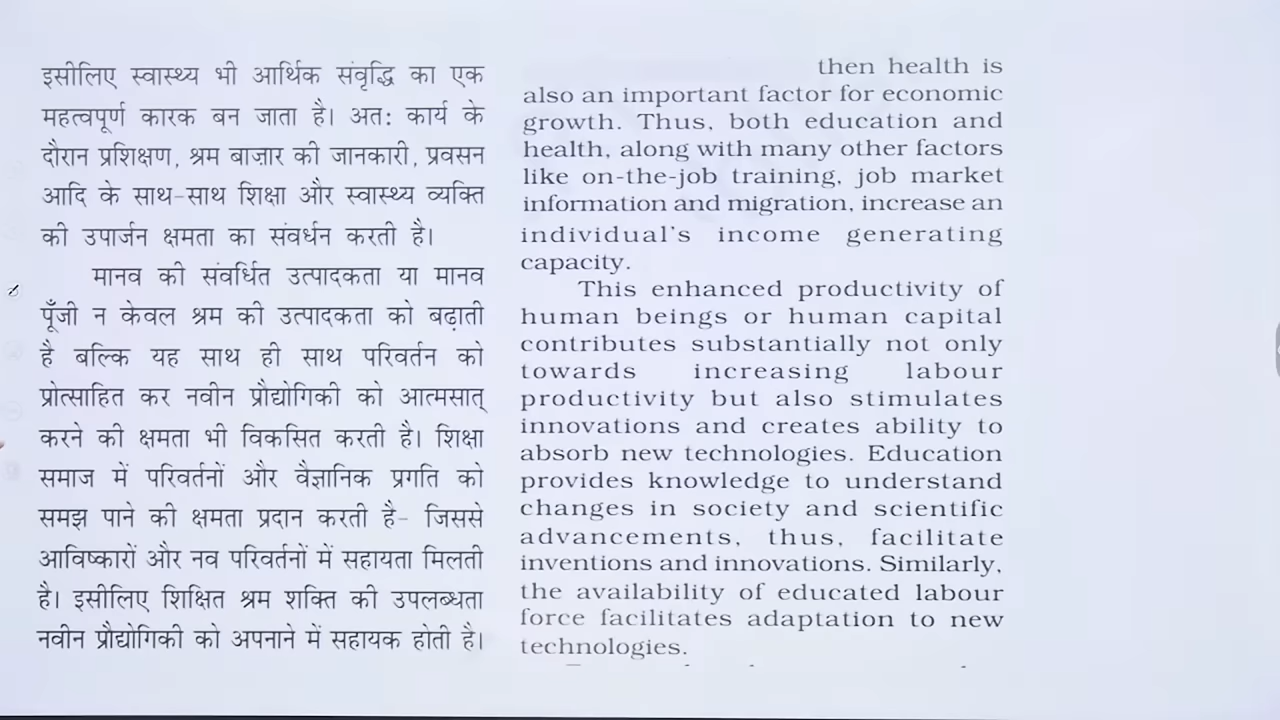 इसीलिए स्वास्थ्य भी आर्थिक संवृद्धि का एक
महत्वपूर्ण कारक बन जाता है। अतः कार्य के
दौरान प्रशिक्षण, श्रम बाज़ार की जानकारी, प्रवसन
आदि के साथ-साथ शिक्षा और स्वास्थ्य व्यक्ति
की उपार्जन क्षमता का संवर्धन करती है।
मानव की संवर्धित उत्पादकता या मानव
पूँजी न केवल श्रम की उत्पादकता को बढ़ाती
है बल्कि यह साथ ही साथ परिवर्तन को
प्रोत्साहित कर नवीन प्रौद्योगिकी को आत्मसात्
करने की क्षमता भी विकसित करती है। शिक्षा
समाज में परिवर्तनों और वैज्ञानिक प्रगति को
समझ पाने की क्षमता प्रदान करती है- जिससे
आविष्कारों और नव परिवर्तनों में सहायता मिलती
है। इसीलिए शिक्षित श्रम शक्ति की उपलब्धता
नवीन प्रौद्योगिकी को अपनाने में सहायक होती है।
then health is
also an important factor for economic
growth. Thus, both education and
health, along with many other factors
like on-the-job training, job market
information and migration, increase an
individual's income generating
capacity.
This enhanced productivity of
human beings or human capital
contributes substantially not only
towards increasing labour
productivity but also stimulates
innovations and creates ability to
absorb new technologies. Education
provides knowledge to understand
changes in society and scientific
advancements, thus, facilitate
inventions and innovations. Similarly,
the availability of educated labour
force facilitates adaptation to new
technologies.